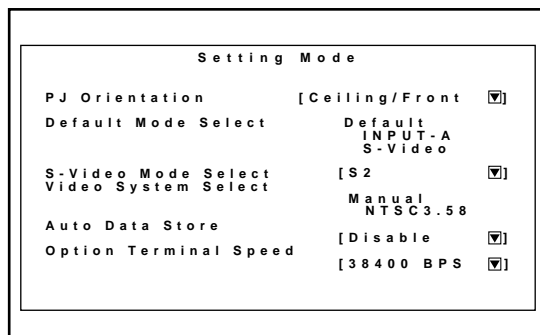 Setting Mode
PJ Orientation [Ceiling/Front ▼]
Default Mode Select Default
INPUT-A
S-Video
S-Video Mode Select [S2 ▼]
Video System Select
Manual
NTSC3.58
Auto Data Store
[Disable ▼]
Option Terminal Speed
[38400 BPS ▼]